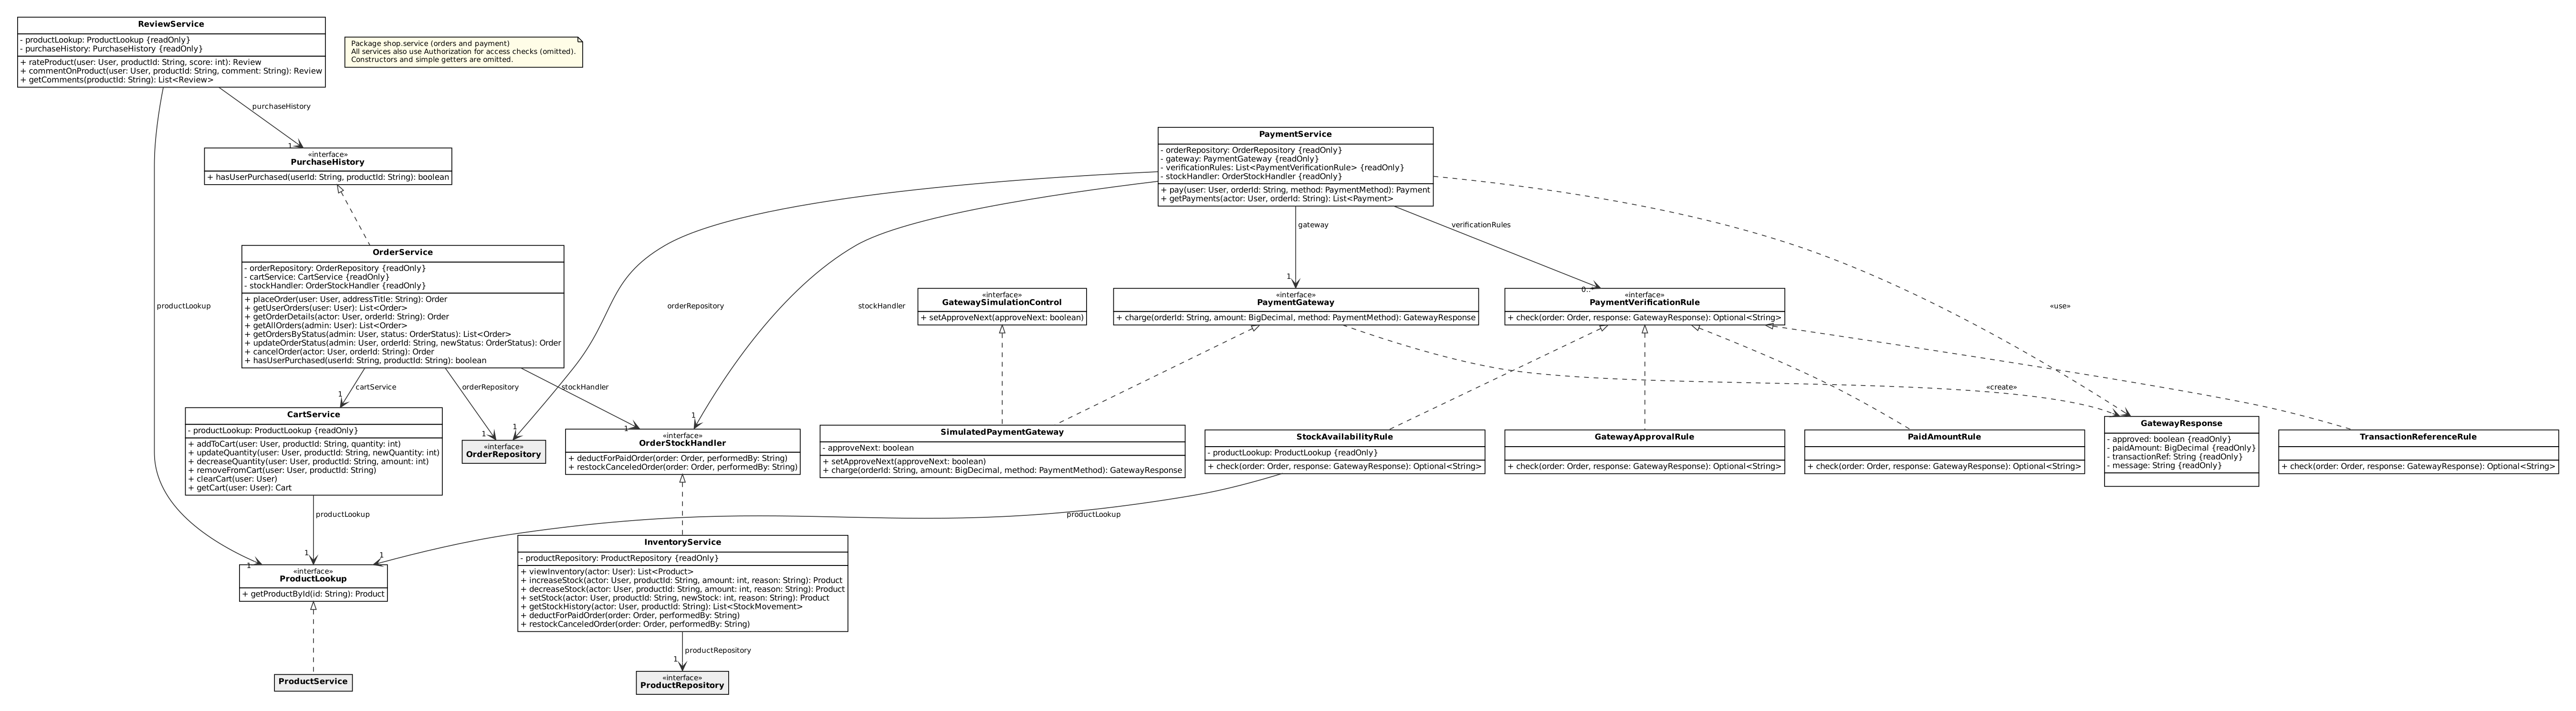 ReviewService
- productLookup: ProductLookup {readOnly}
- purchaseHistory: PurchaseHistory {readOnly}
+ rateProduct(user: User, productId: String, score: int): Review
+ commentOnProduct(user: User, productId: String, comment: String): Review
+ getComments(productId: String): List<Review>
Package shop.service (orders and payment)
All services also use Authorization for access checks (omitted).
Constructors and simple getters are omitted.
purchaseHistory
1
«interface»
PurchaseHistory
+ hasUserPurchased(userId: String, productId: String): boolean
PaymentService
- orderRepository: OrderRepository {readOnly}
- gateway: PaymentGateway {readOnly}
- verificationRules: List<PaymentVerificationRule> {readOnly}
- stockHandler: OrderStockHandler {readOnly}
+ pay(user: User, orderId: String, method: PaymentMethod): Payment
+ getPayments(actor: User, orderId: String): List<Payment>
gateway
verificationRules
OrderService
- orderRepository: OrderRepository {readOnly}
- cartService: CartService {readOnly}
- stockHandler: OrderStockHandler {readOnly}
+ placeOrder(user: User, addressTitle: String): Order
+ getUserOrders(user: User): List<Order>
+ getOrderDetails(actor: User, orderId: String): Order
+ getAllOrders(admin: User): List<Order>
+ getOrdersByStatus(admin: User, status: OrderStatus): List<Order>
+ updateOrderStatus(admin: User, orderId: String, newStatus: OrderStatus): Order
+ cancelOrder(actor: User, orderId: String): Order
+ hasUserPurchased(userId: String, productId: String): boolean
productLookup
orderRepository
stockHandler
«interface»
GatewaySimulationControl
+ setApproveNext(approveNext: boolean)
1
«interface»
PaymentGateway
+ charge(orderId: String, amount: BigDecimal, method: PaymentMethod): GatewayResponse
0..*
«interface»
PaymentVerificationRule
+ check(order: Order, response: GatewayResponse): Optional<String>
«use»
cartService
orderRepository
stockHandler
«create»
1
CartService
- productLookup: ProductLookup {readOnly}
+ addToCart(user: User, productId: String, quantity: int)
+ updateQuantity(user: User, productId: String, newQuantity: int)
+ decreaseQuantity(user: User, productId: String, amount: int)
+ removeFromCart(user: User, productId: String)
+ clearCart(user: User)
+ getCart(user: User): Cart
1
1
«interface»
OrderRepository
1
1
«interface»
OrderStockHandler
+ deductForPaidOrder(order: Order, performedBy: String)
+ restockCanceledOrder(order: Order, performedBy: String)
SimulatedPaymentGateway
- approveNext: boolean
+ setApproveNext(approveNext: boolean)
+ charge(orderId: String, amount: BigDecimal, method: PaymentMethod): GatewayResponse
StockAvailabilityRule
- productLookup: ProductLookup {readOnly}
+ check(order: Order, response: GatewayResponse): Optional<String>
GatewayApprovalRule
+ check(order: Order, response: GatewayResponse): Optional<String>
PaidAmountRule
+ check(order: Order, response: GatewayResponse): Optional<String>
GatewayResponse
- approved: boolean {readOnly}
- paidAmount: BigDecimal {readOnly}
- transactionRef: String {readOnly}
- message: String {readOnly}
TransactionReferenceRule
+ check(order: Order, response: GatewayResponse): Optional<String>
productLookup
productLookup
1
1
1
«interface»
ProductLookup
+ getProductById(id: String): Product
InventoryService
- productRepository: ProductRepository {readOnly}
+ viewInventory(actor: User): List<Product>
+ increaseStock(actor: User, productId: String, amount: int, reason: String): Product
+ decreaseStock(actor: User, productId: String, amount: int, reason: String): Product
+ setStock(actor: User, productId: String, newStock: int, reason: String): Product
+ getStockHistory(actor: User, productId: String): List<StockMovement>
+ deductForPaidOrder(order: Order, performedBy: String)
+ restockCanceledOrder(order: Order, performedBy: String)
productRepository
1
ProductService
«interface»
ProductRepository